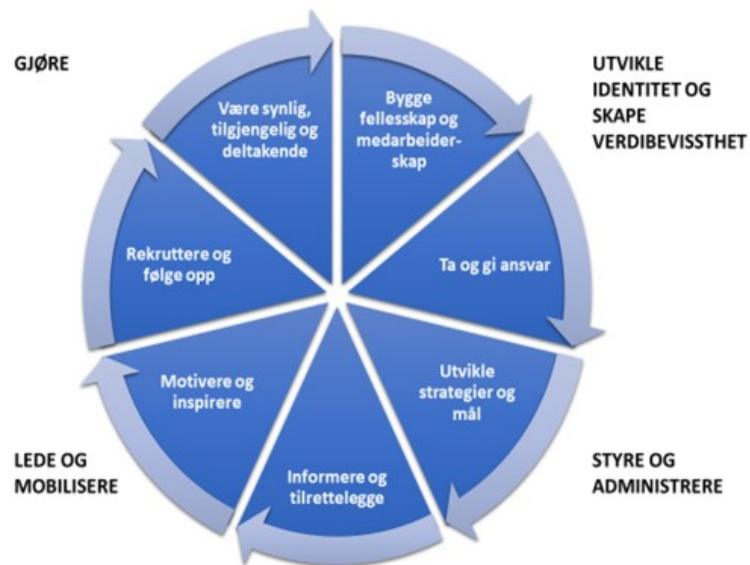 GJØRE
UTVIKLE
IDENTITET OG
SKAPE
VERDIBEVISSTHET
Være synlig,
tilgjengelig og
deltakende
Bygge
fellesskap og
medarbeider-
skap
Rekruttere og
følge opp
Ta og gi ansvar
Motivere og
inspirere
Utvikle
strategier og
mål
Informere og
tilrettelegge
LEDE OG
MOBILISERE
STYRE OG
ADMINISTRERE